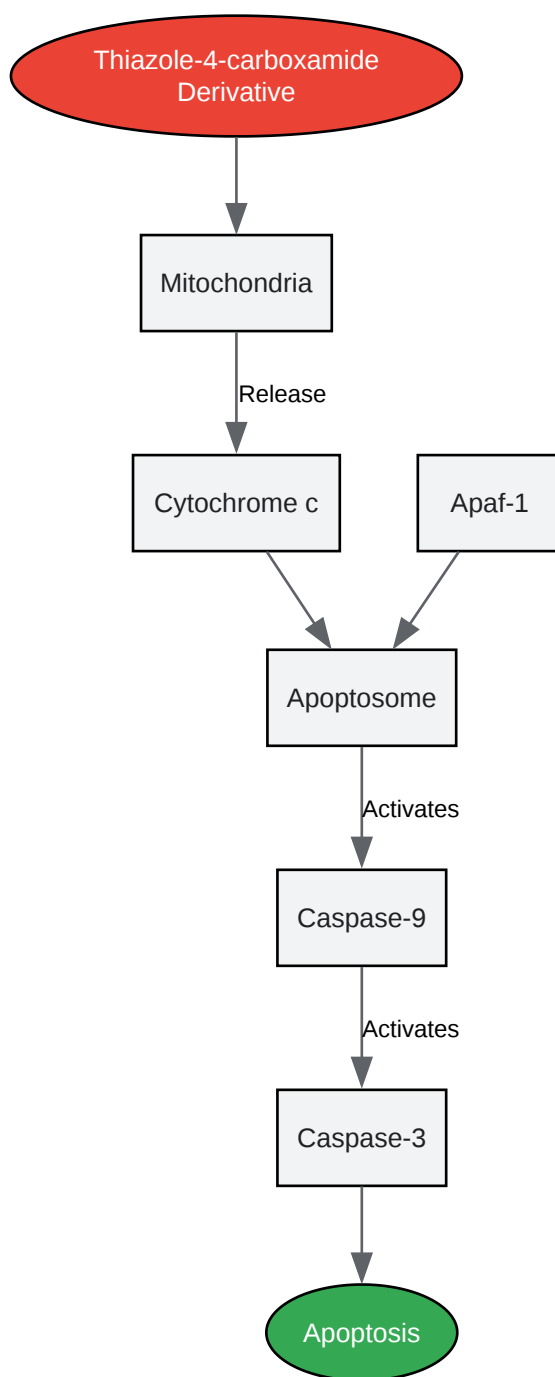 Thiazole-4-carboxamide
Derivative
Mitochondria
Release
Cytochrome c
Apaf-1
Apoptosome
Activates
Caspase-9
Activates
Caspase-3
Apoptosis